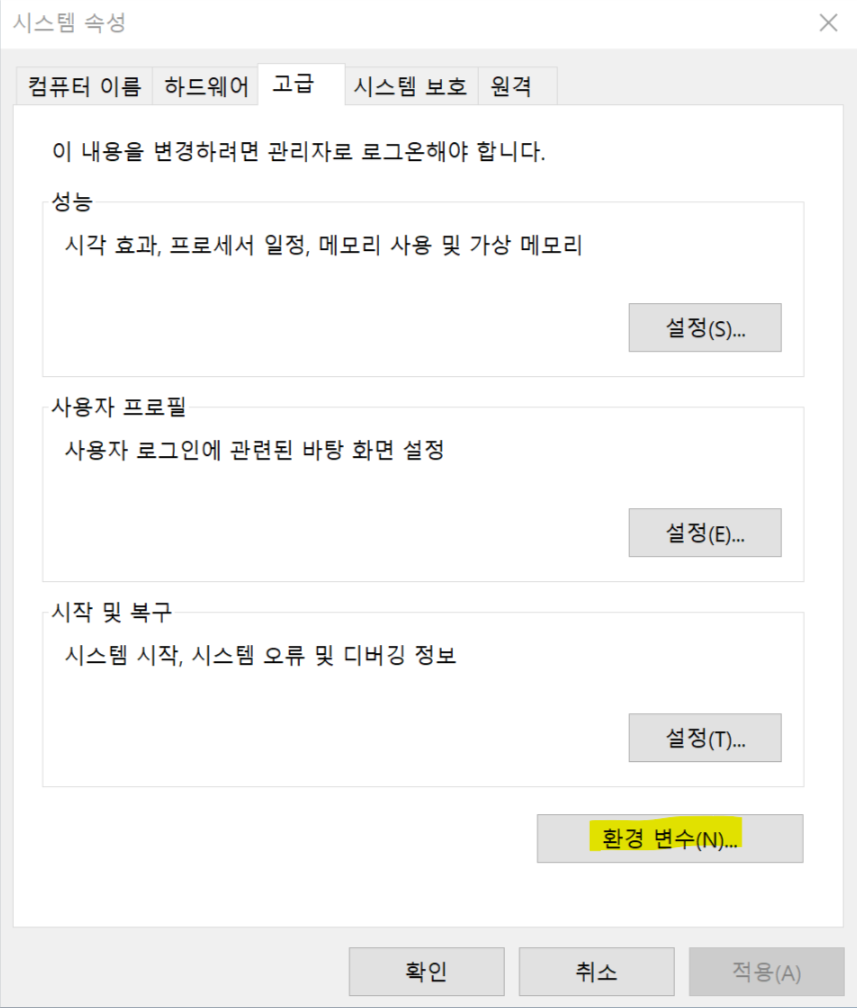 시스템 속성
컴퓨터 이름 하드웨어 고급 시스템 보호 원격
이 내용을 변경하려면 관리자로 로그온해야 합니다.
성능
시각 효과, 프로세서 일정, 메모리 사용 및 가상 메모리
설정(S)...
사용자 프로필
사용자 로그인에 관련된 바탕 화면 설정
설정(E)...
시작 및 복구
시스템 시작, 시스템 오류 및 디버깅 정보
설정(T)...
환경 변수(N)...
확인 취소 적용(A)